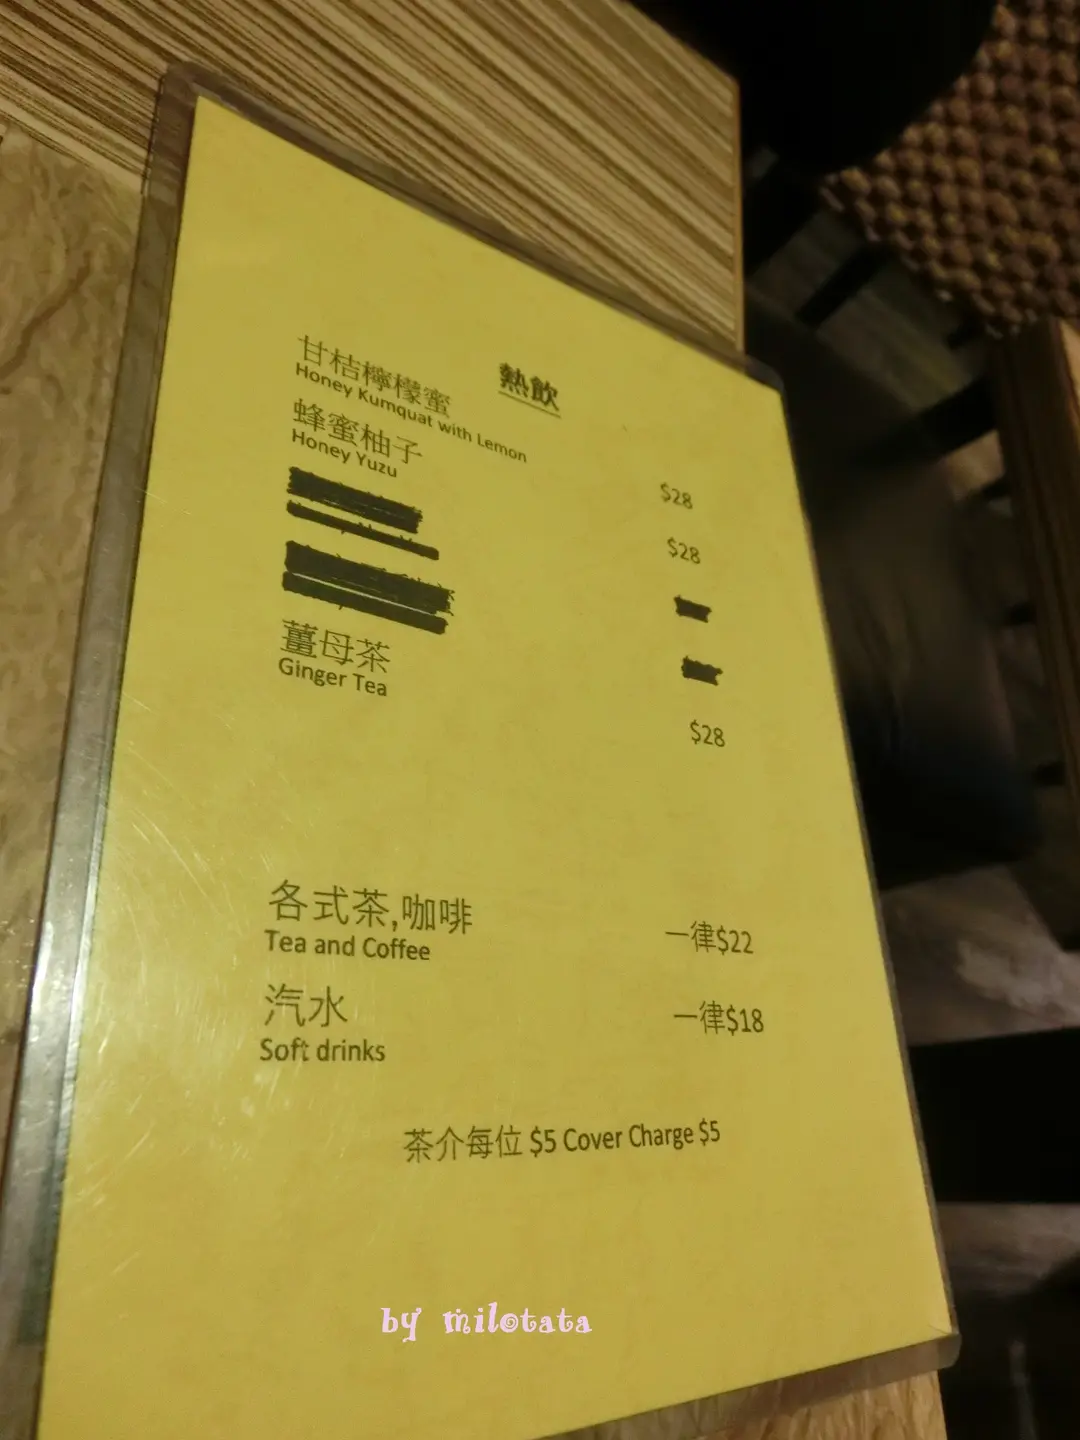 熱飲
甘桔檸檬蜜
Honey Kumquat with Lemon
$28
蜂蜜柚子
Honey Yuzu
$28
薑母茶
Ginger Tea
$28
各式茶,咖啡
Tea and Coffee
一律$22
汽水
Soft drinks
一律$18
茶介每位 $5 Cover Charge $5
by milotata